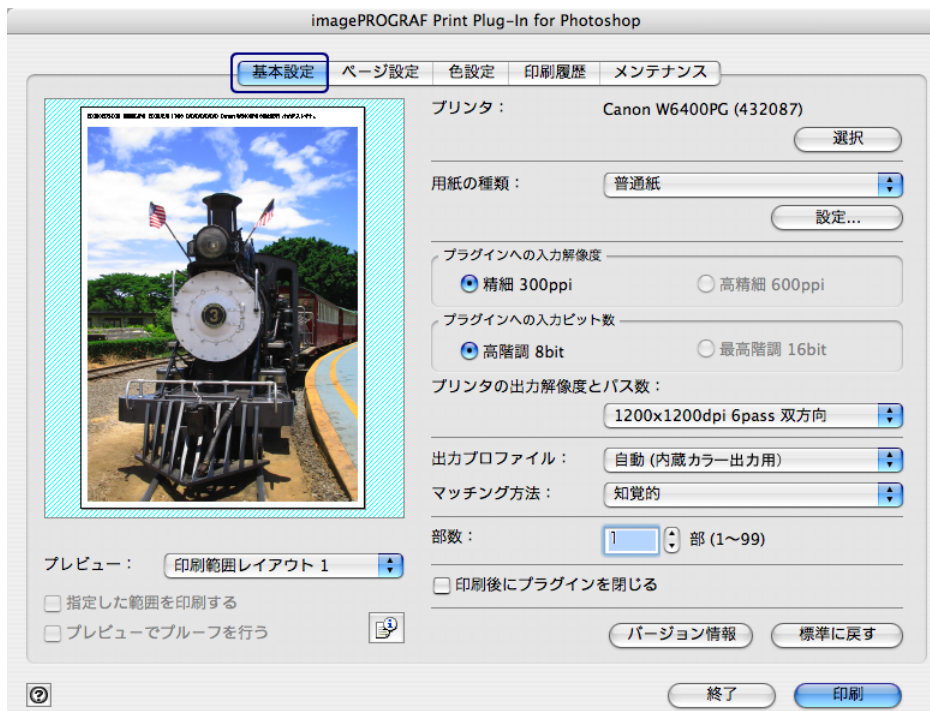 imagePROGRAF Print Plug-In for Photoshop
基本設定 ページ設定 色設定 印刷履歴 メンテナンス
プリンタ： Canon W6400PG (432087)
選択
用紙の種類： 普通紙
設定...
プラグインへの入力解像度
精細 300ppi 高精細 600ppi
プラグインへの入力ビット数
高階調 8bit 最高階調 16bit
プリンタの出力解像度とパス数：
1200x1200dpi 6pass 双方向
出力プロファイル： 自動 (内蔵カラー出力用)
マッチング方法： 知覚的
部数： 1 部 (1〜99)
印刷後にプラグインを閉じる
バージョン情報 標準に戻す
3
プレビュー： 印刷範囲レイアウト 1
指定した範囲を印刷する
プレビューでプルーフを行う
? 終了 印刷